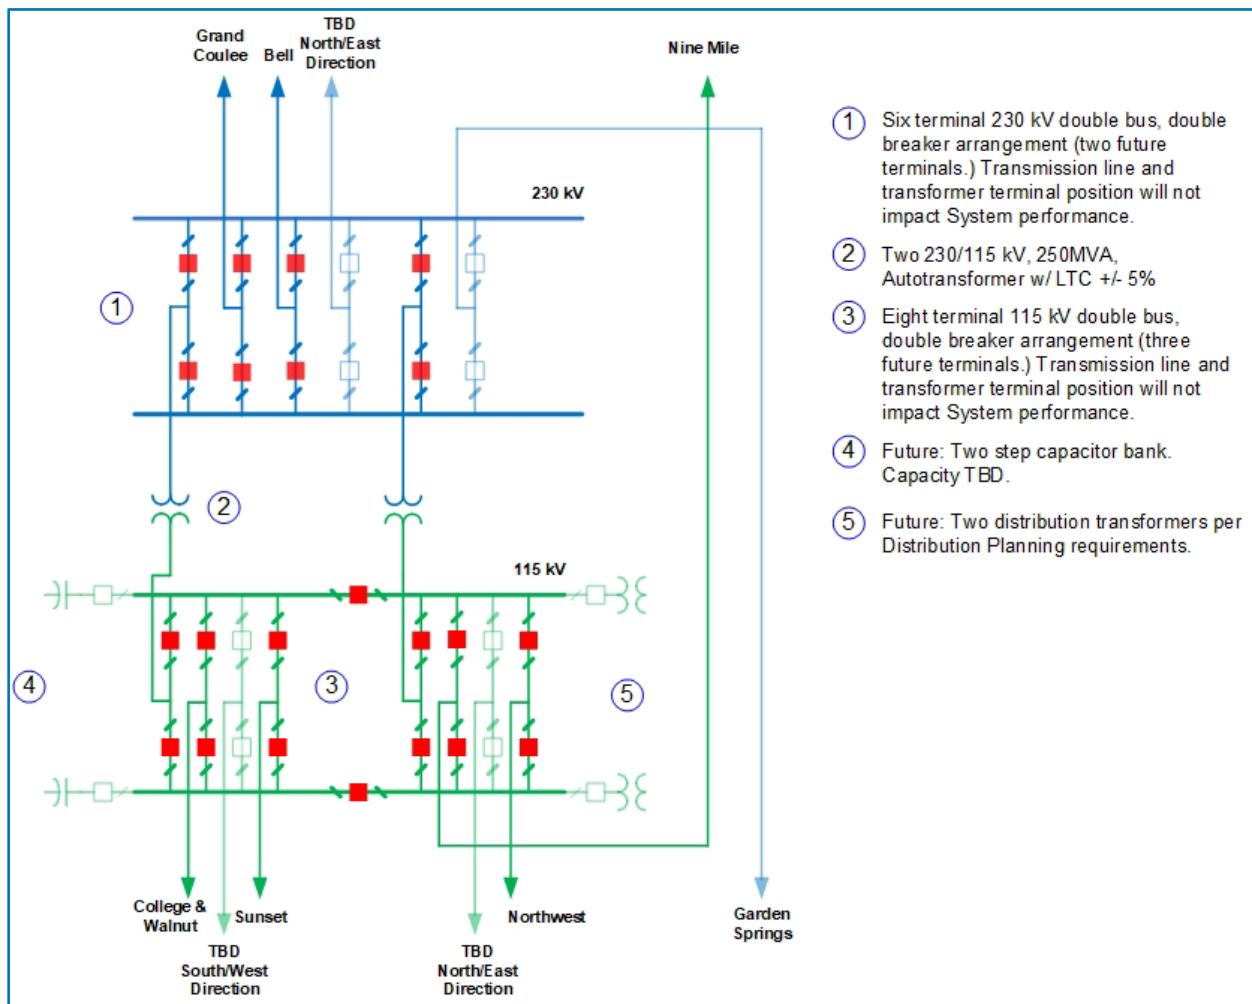 Grand
Coulee
Bell
TBD
North/East
Direction
Nine Mile
230 kV
1
2
115 kV
4
3
5
College &
Walnut
Sunset
TBD
South/West
Direction
Northwest
TBD
North/East
Direction
Garden
Springs
1
Six terminal 230 kV double bus, double
breaker arrangement (two future
terminals.) Transmission line and
transformer terminal position will not
impact System performance.
2
Two 230/115 kV, 250MVA,
Autotransformer w/ LTC +/- 5%
3
Eight terminal 115 kV double bus,
double breaker arrangement (three
future terminals.) Transmission line and
transformer terminal position will not
impact System performance.
4
Future: Two step capacitor bank.
Capacity TBD.
5
Future: Two distribution transformers per
Distribution Planning requirements.